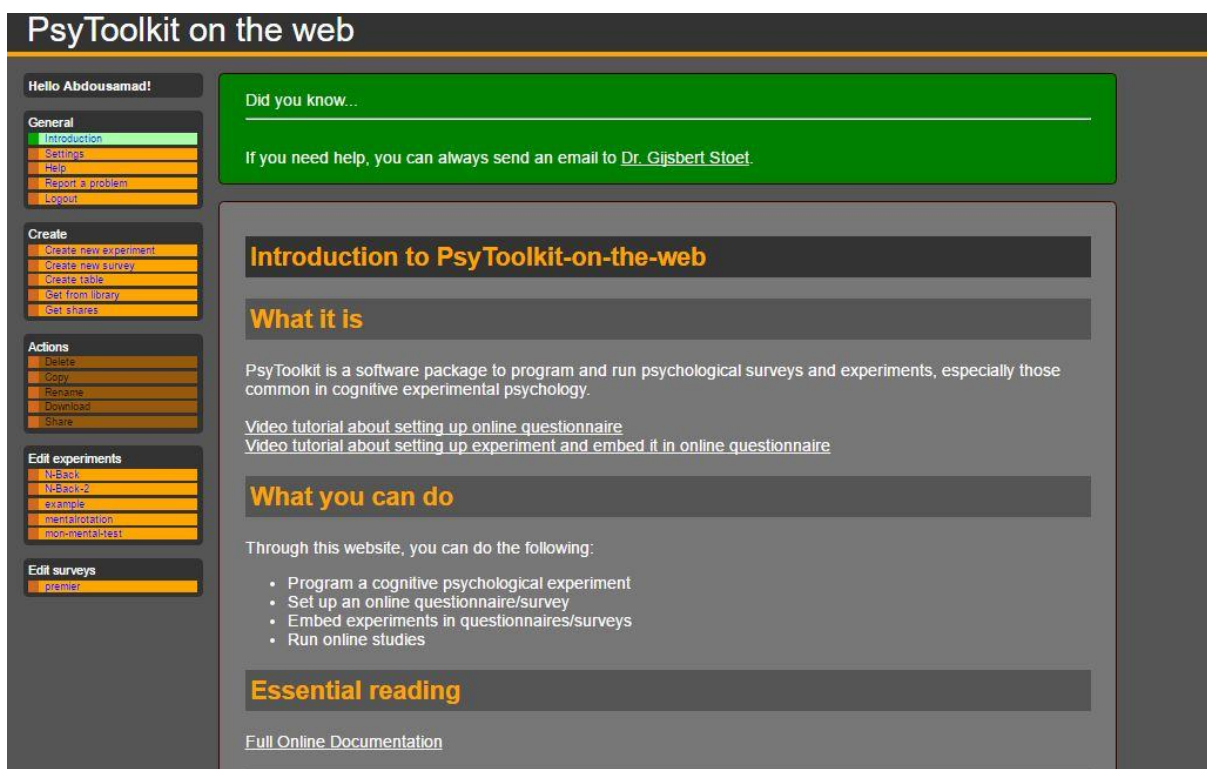 PsyToolkit on the web
Hello Abdousamad!
General
Introduction
Settings
Help
Report a problem
Logout
Create
Create new experiment
Create new survey
Create table
Get from library
Get shares
Actions
Delete
Copy
Rename
Download
Share
Edit experiments
N-Back
N-Back-2
example
mentalrotation
mon-mental-test
Edit surveys
premier
Did you know...
If you need help, you can always send an email to Dr. Gijsbert Stoet.
Introduction to PsyToolkit-on-the-web
What it is
PsyToolkit is a software package to program and run psychological surveys and experiments, especially those
common in cognitive experimental psychology.
Video tutorial about setting up online questionnaire
Video tutorial about setting up experiment and embed it in online questionnaire
What you can do
Through this website, you can do the following:
• Program a cognitive psychological experiment
• Set up an online questionnaire/survey
• Embed experiments in questionnaires/surveys
• Run online studies
Essential reading
Full Online Documentation